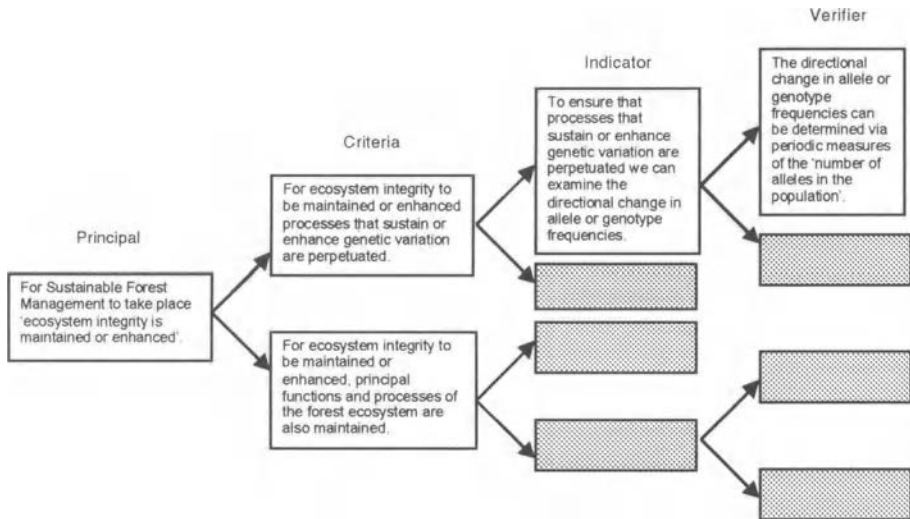 Verifier
The directional
change in allele or
genotype
frequencies can
be determined via
periodic measures
of the 'number of
alleles in the
population'.
Indicator
To ensure that
processes that
sustain or enhance
genetic variation are
perpetuated we can
examine the
directional change in
allele or genotype
frequencies.
Criteria
For ecosystem integrity to
be maintained or enhanced
processes that sustain or
enhance genetic variation
are perpetuated.
Principal
For Sustainable Forest
Management to take place
'ecosystem integrity is
maintained or enhanced'.
For ecosystem integrity to
be maintained or
enhanced, principal
functions and processes of
the forest ecosystem are
also maintained.